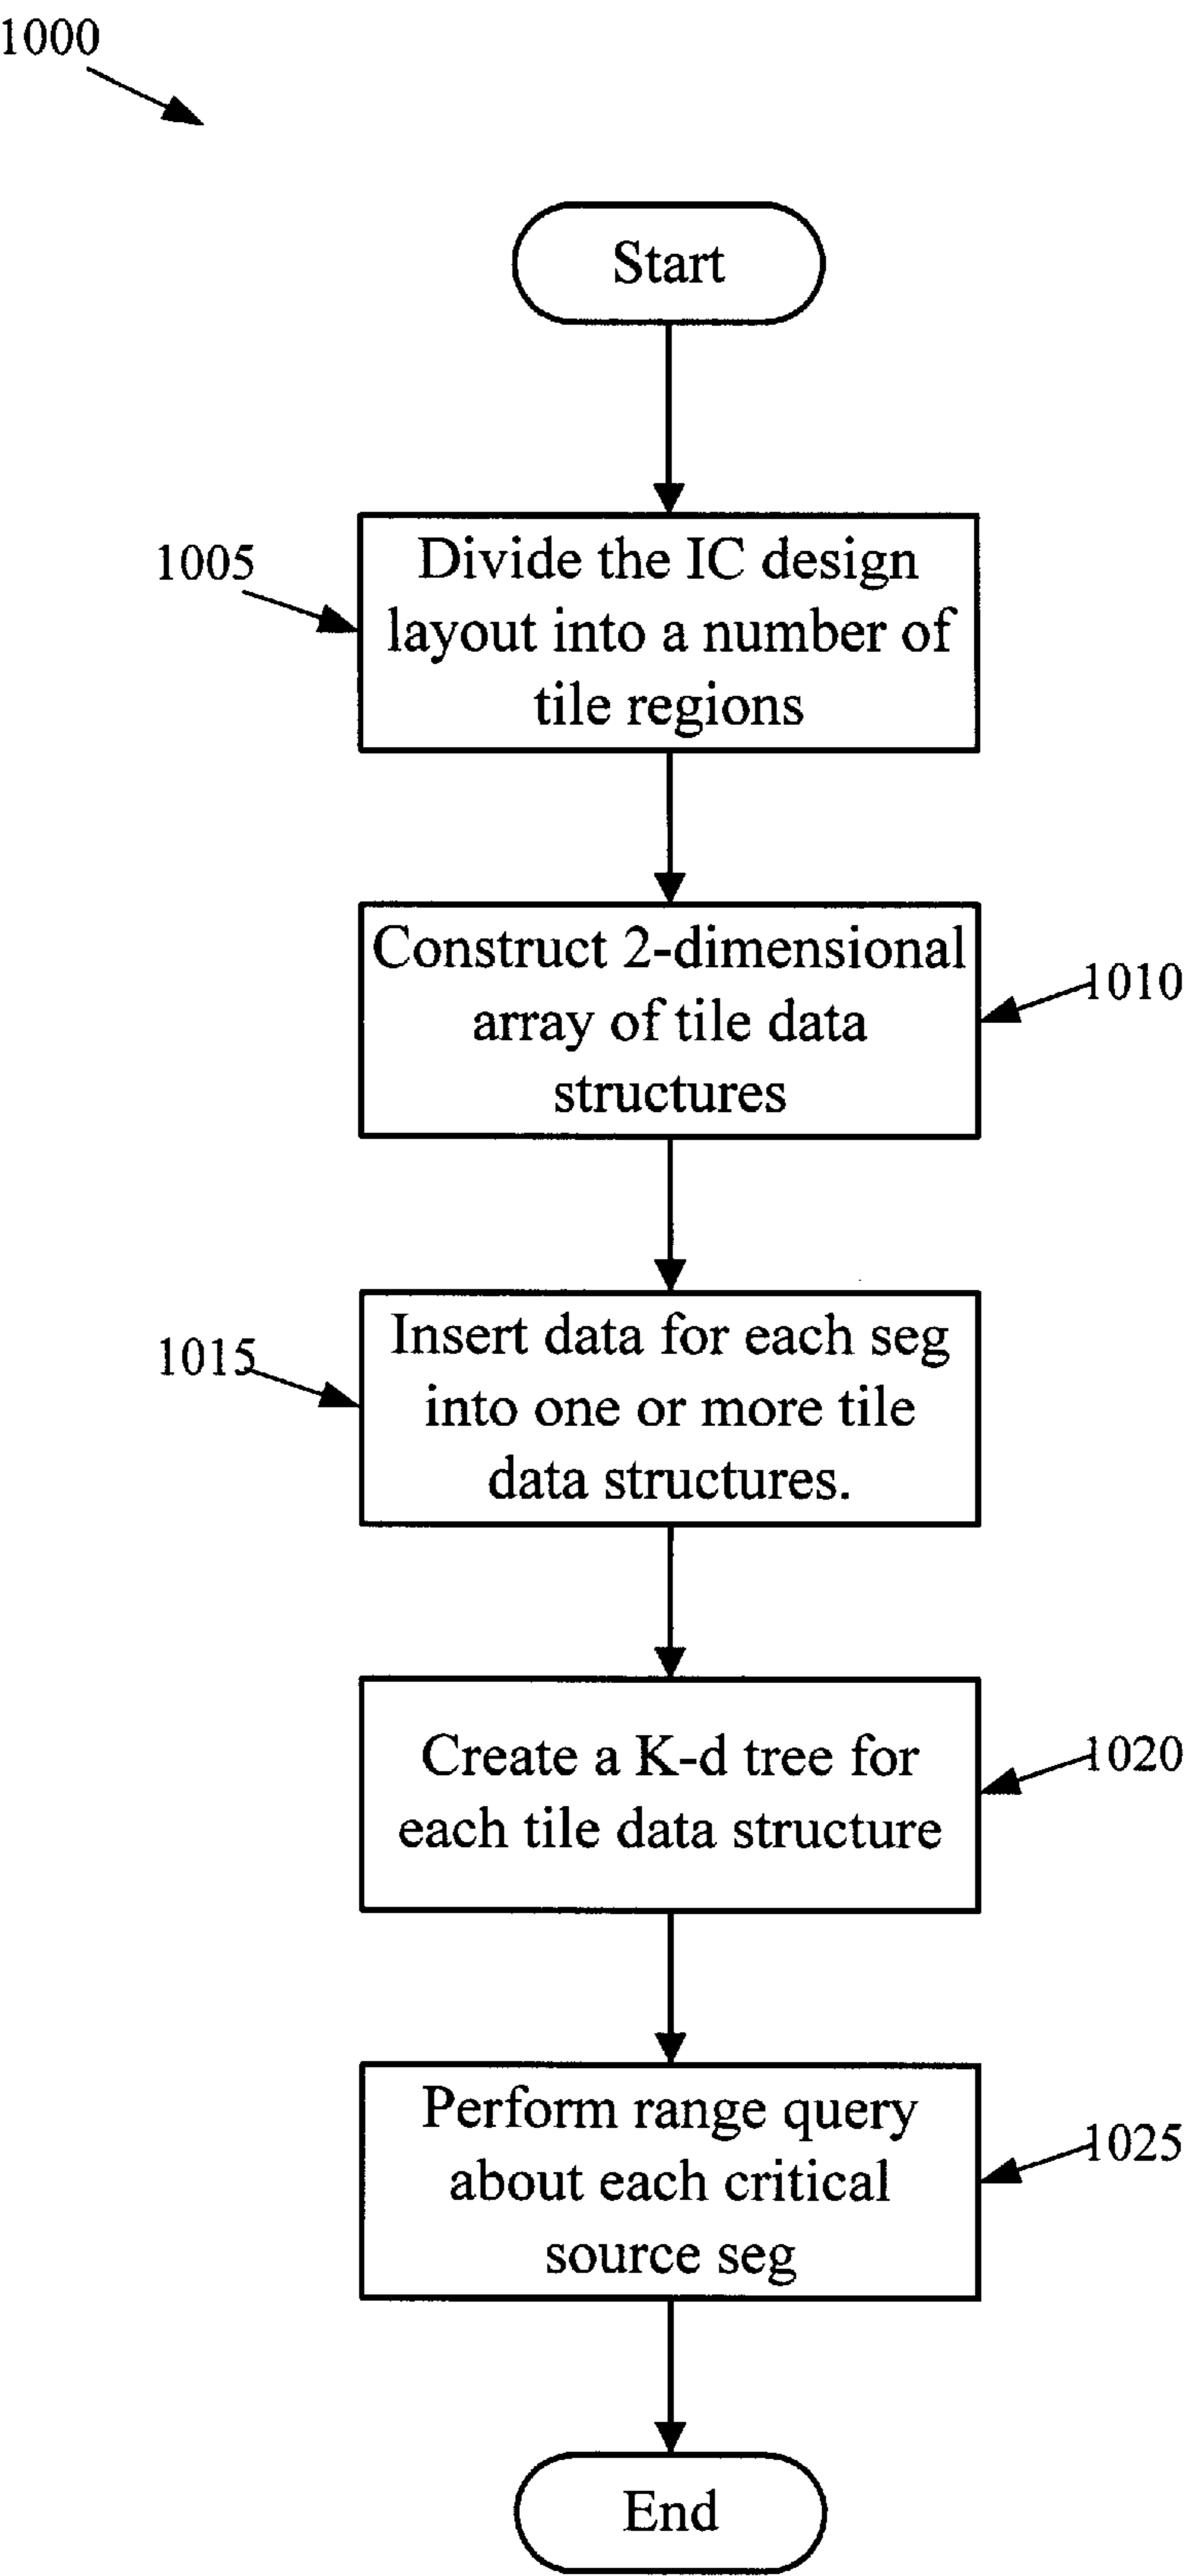 1000
Start
1005
Divide the IC design
layout into a number of
tile regions
Construct 2-dimensional
array of tile data
structures
1010
1015
Insert data for each seg
into one or more tile
data structures.
Create a K-d tree for
each tile data structure
1020
Perform range query
about each critical
source seg
1025
End